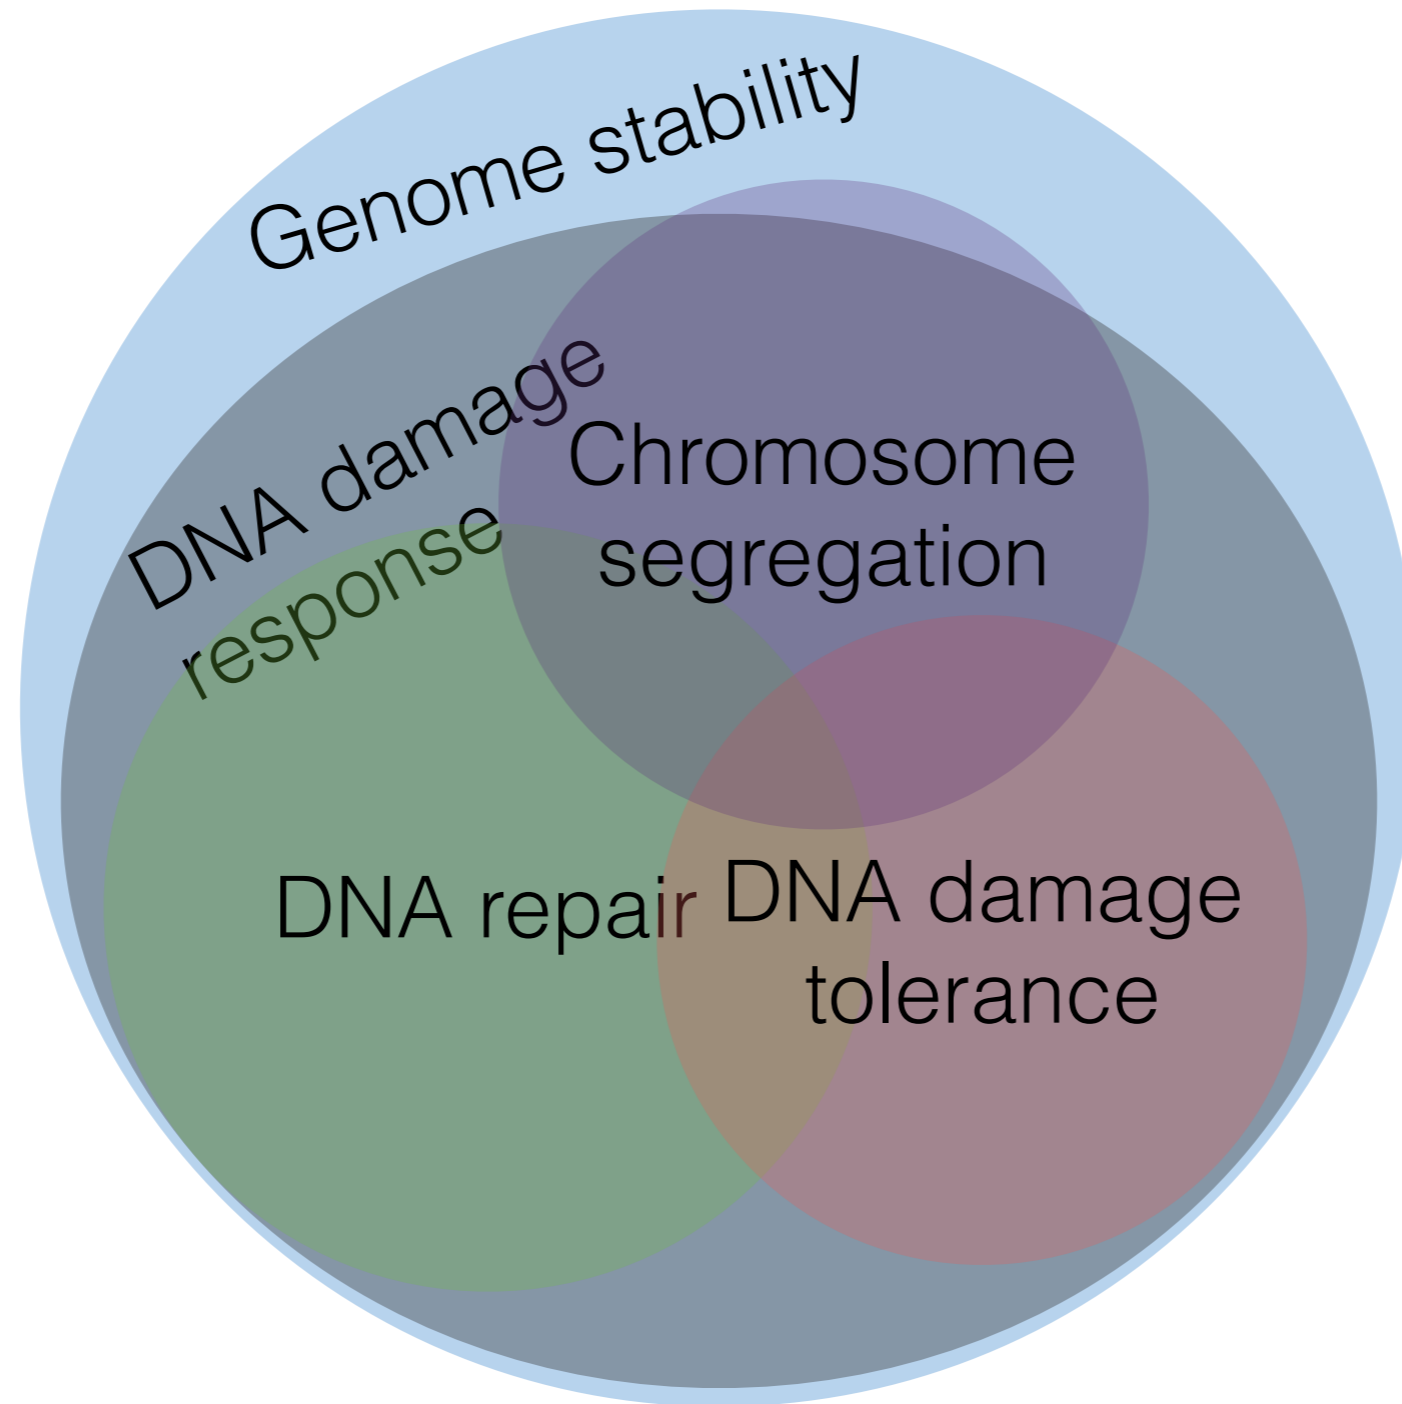 Genome stability
DNA damage
response
Chromosome
segregation
DNA repair
DNA damage
tolerance